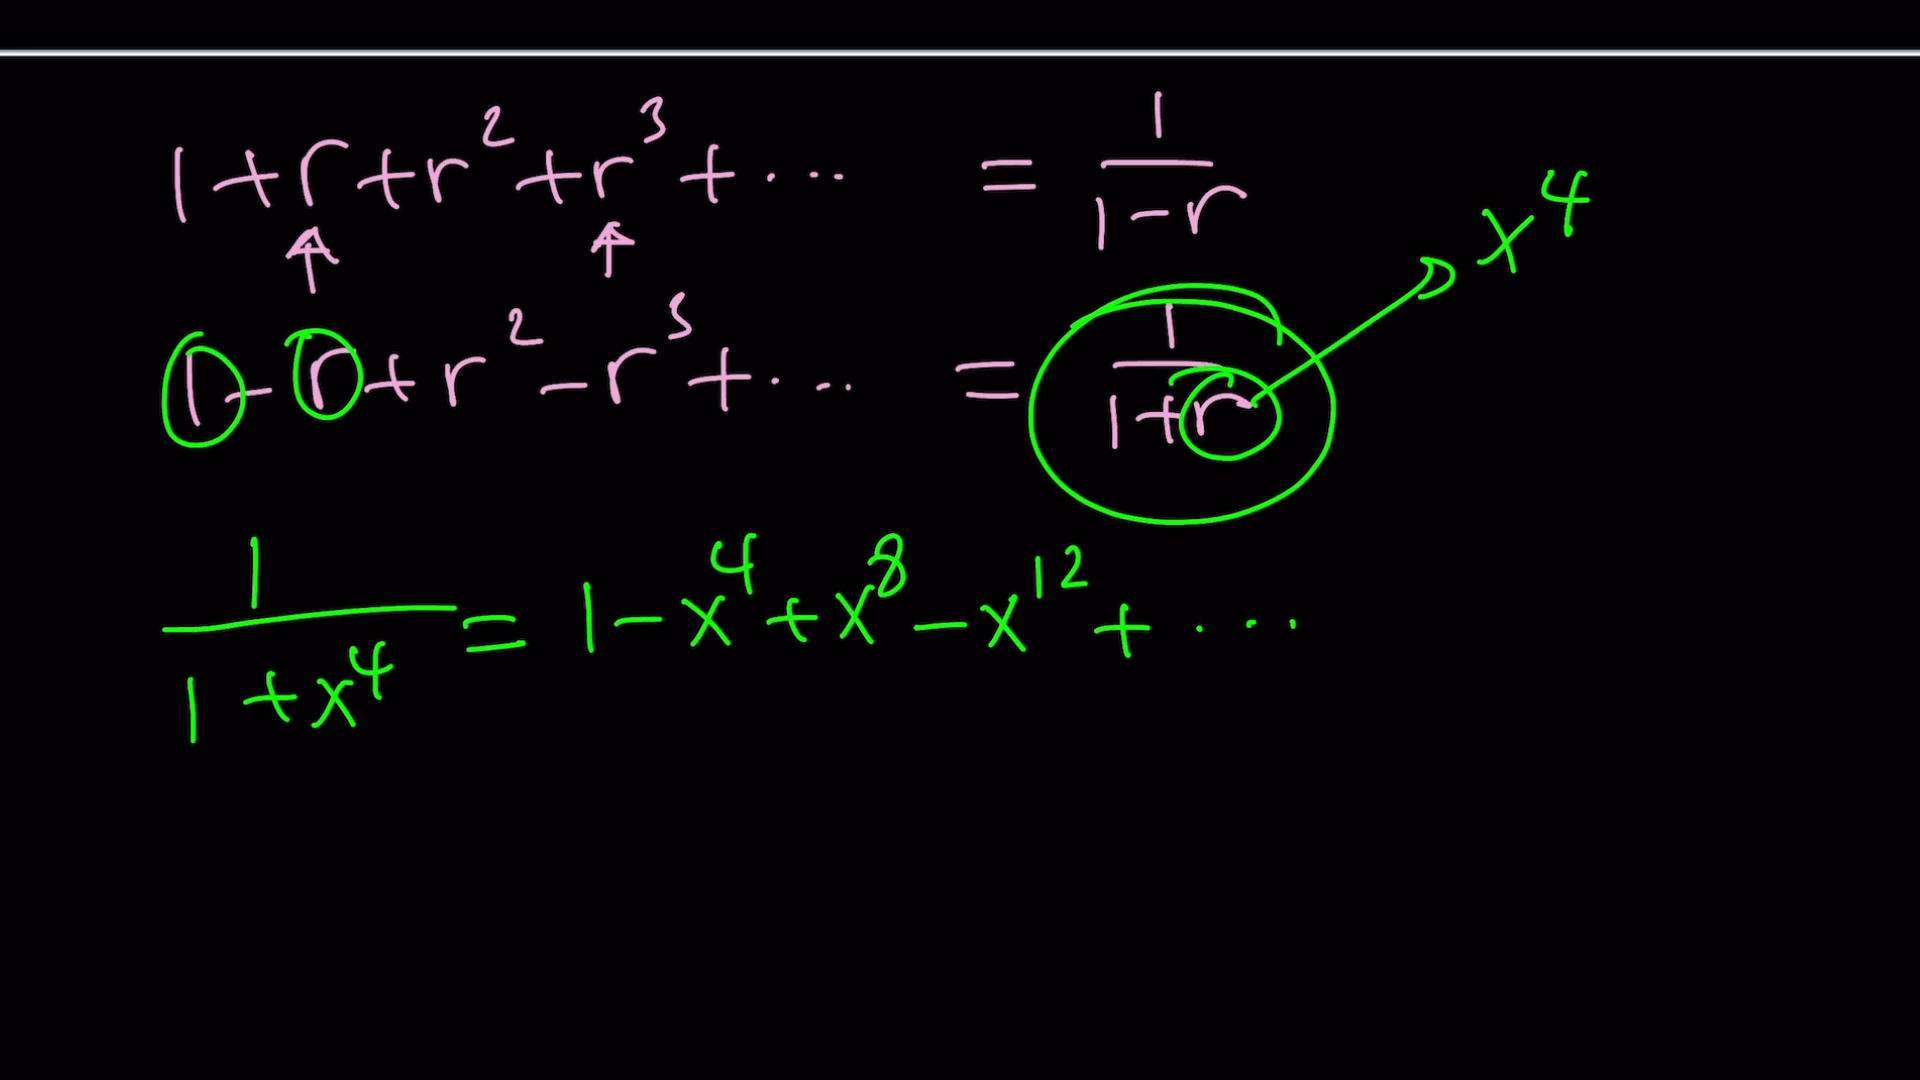 1 + r + r² + r³ + ... = 1/(1-r)
x⁴
1 - r + r² - r³ + ... = 1/(1+r)
1/(1+x⁴) = 1 - x⁴ + x⁸ - x¹² + ...